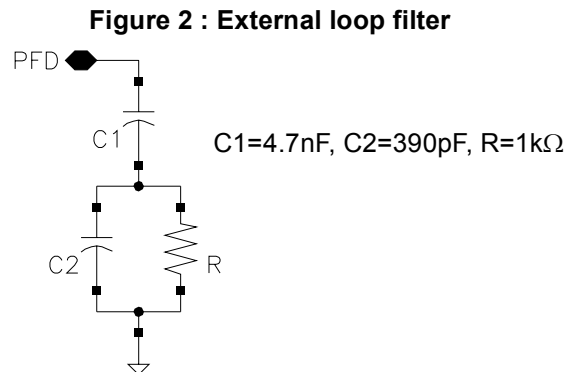 Figure 2 : External loop filter
PFD
C1
C1=4.7nF, C2=390pF, R=1kΩ
C2
R